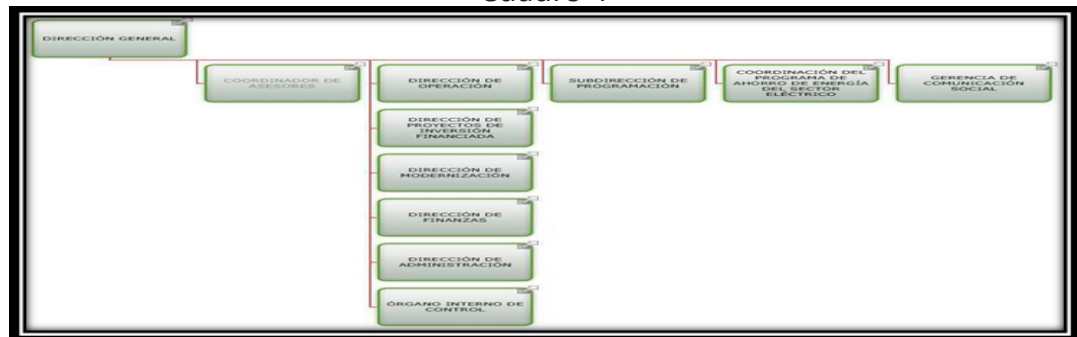 DIRECCIÓN GENERAL
COORDINADOR DE
ASESORES
DIRECCIÓN DE
OPERACIÓN
SUBDIRECCIÓN DE
PROGRAMACIÓN
COORDINACIÓN DEL
PROGRAMA DE
AHORRO DE ENERGÍA
DEL SECTOR
ELÉCTRICO
GERENCIA DE
COMUNICACIÓN
SOCIAL
DIRECCIÓN DE
PROYECTOS DE
INVERSIÓN
FINANCIADA
DIRECCIÓN DE
MODERNIZACIÓN
DIRECCIÓN DE
FINANZAS
DIRECCIÓN DE
ADMINISTRACIÓN
ÓRGANO INTERNO DE
CONTROL